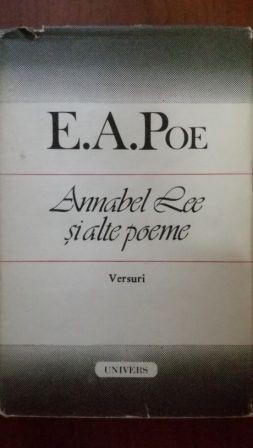 E.A.POE
Annabel Lee
și alte poeme
Versuri
UNIVERS